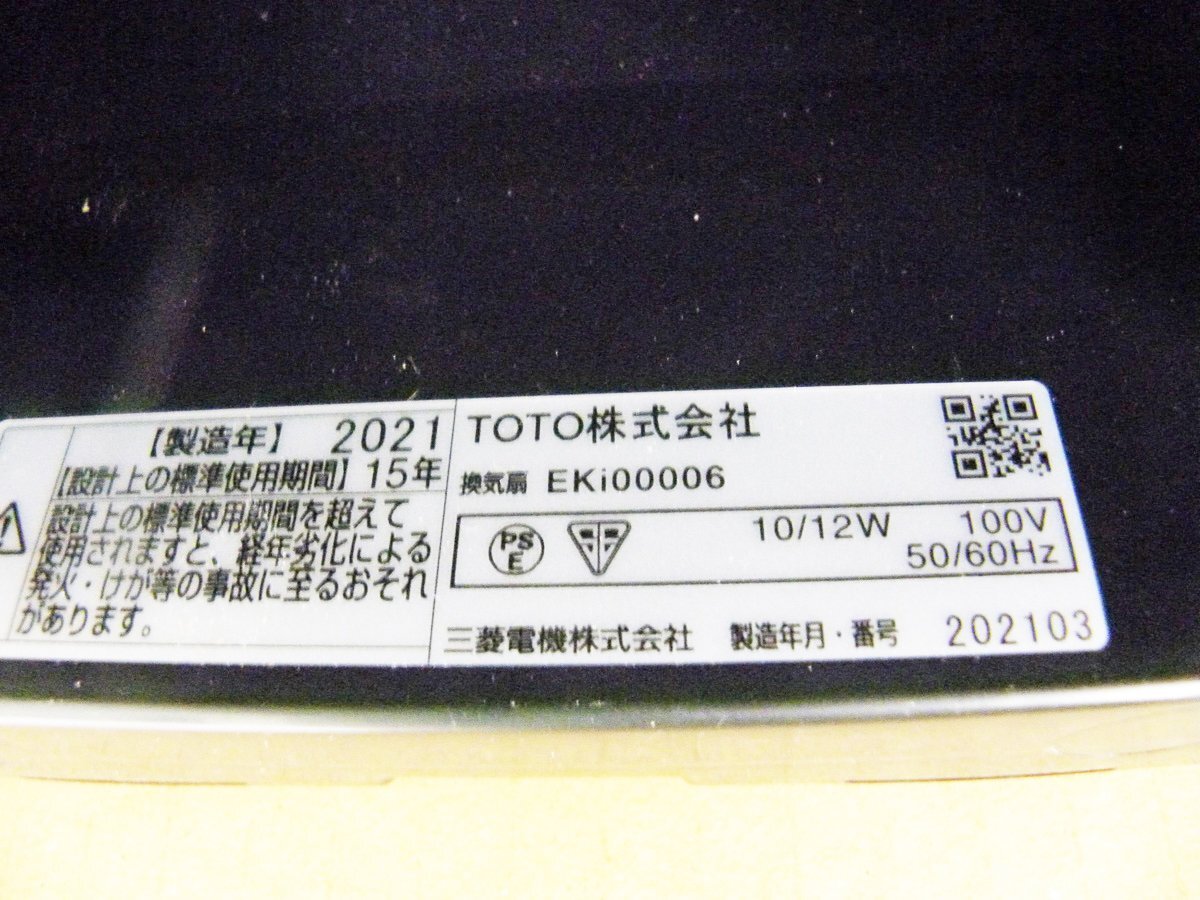 【製造年】 2021
【設計上の標準使用期間】15年
設計上の標準使用期間を超えて
使用されますと、経年劣化による
発火・けが等の事故に至るおそれ
があります。
TOTO株式会社
換気扇 EKi00006
PS
E
10/12W 100V
50/60Hz
三菱電機株式会社 製造年月・番号 202103